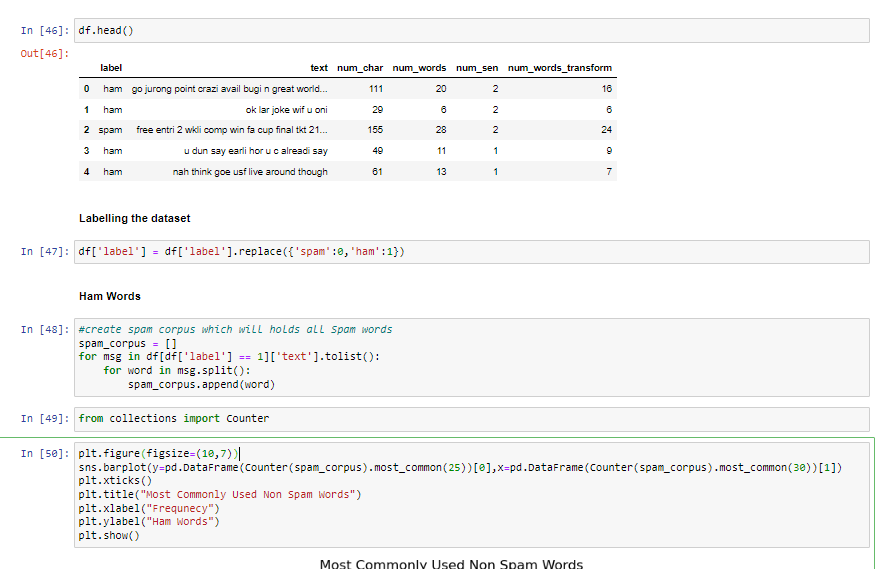 In [46]: df.head()
Out[46]:
label text num_char num_words num_sen num_words_transform
0 ham go jurong point crazi avail bugi n great world... 111 20 2 16
1 ham ok lar joke wif u oni 29 6 2 6
2 spam free entri 2 wkli comp win fa cup final tkt 21... 155 28 2 24
3 ham u dun say earli hor u c alreadi say 49 11 1 9
4 ham nah think goe usf live around though 61 13 1 7
Labelling the dataset
In [47]: df['label'] = df['label'].replace({'spam':0,'ham':1})
Ham Words
In [48]: #create spam corpus which will holds all Spam words
spam_corpus = []
for msg in df[df['label'] == 1]['text'].tolist():
    for word in msg.split():
        spam_corpus.append(word)
In [49]: from collections import Counter
In [50]: plt.figure(figsize=(10,7))
sns.barplot(y=pd.DataFrame(Counter(spam_corpus).most_common(25))[0],x=pd.DataFrame(Counter(spam_corpus).most_common(30))[1])
plt.xticks()
plt.title("Most Commonly Used Non Spam Words")
plt.xlabel("Frequnecy")
plt.ylabel("Ham Words")
plt.show()
Most Commonly Used Non Spam Words